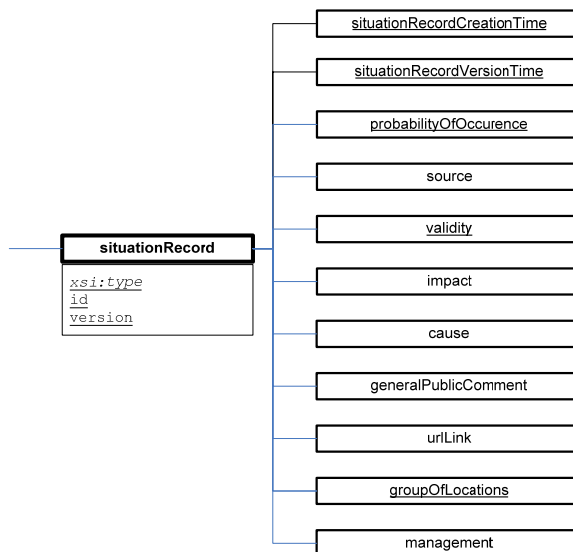 situationRecordCreationTime
situationRecordVersionTime
probabilityOfOccurence
source
validity
situationRecord
xsi:type
id
version
impact
cause
generalPublicComment
urlLink
groupOfLocations
management